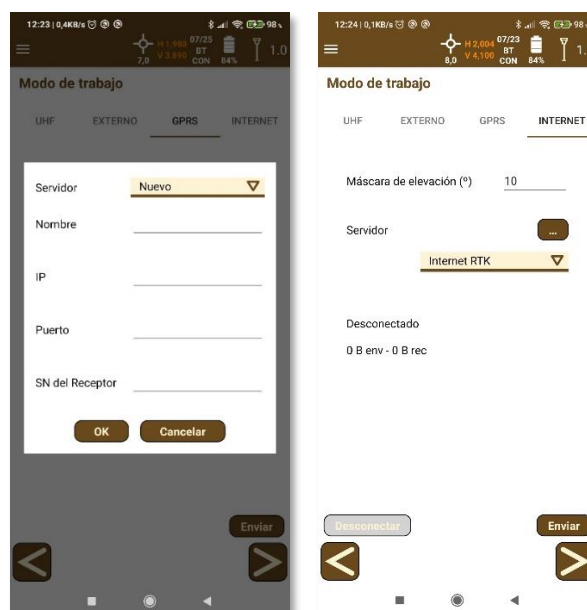 12:23 | 0,4KB/s
98
7,0
H 1,983
V 3.890
07/25
BT
CON
84%
1.0
Modo de trabajo
UHF EXTERNO GPRS INTERNET
Servidor Nuevo
Nombre
IP
Puerto
SN del Receptor
OK Cancelar
Enviar
< >
12:24 | 0,1KB/s
98
8,0
H 2,004
V 4,100
07/23
BT
CON
84%
1.
Modo de trabajo
UHF EXTERNO GPRS INTERNET
Máscara de elevación (º) 10
Servidor ...
Internet RTK
Desconectado
0 B env - 0 B rec
Desconectar Enviar
< >